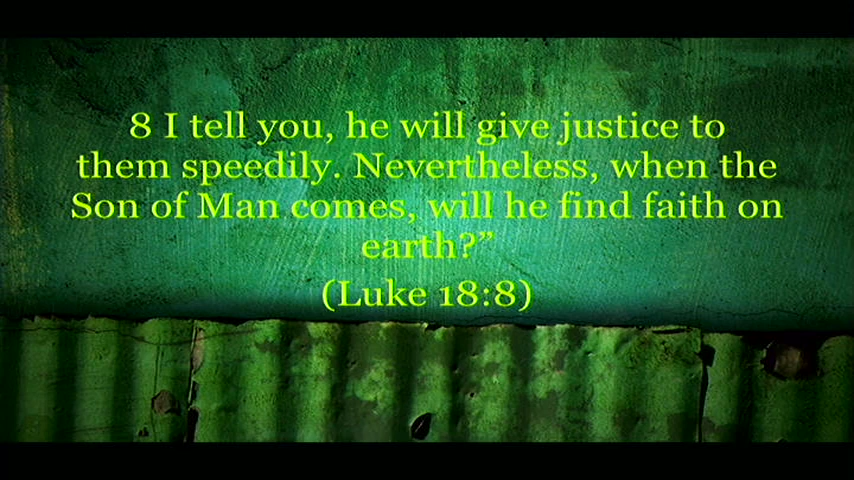 8 I tell you, he will give justice to
them speedily. Nevertheless, when the
Son of Man comes, will he find faith on
earth?”
(Luke 18:8)